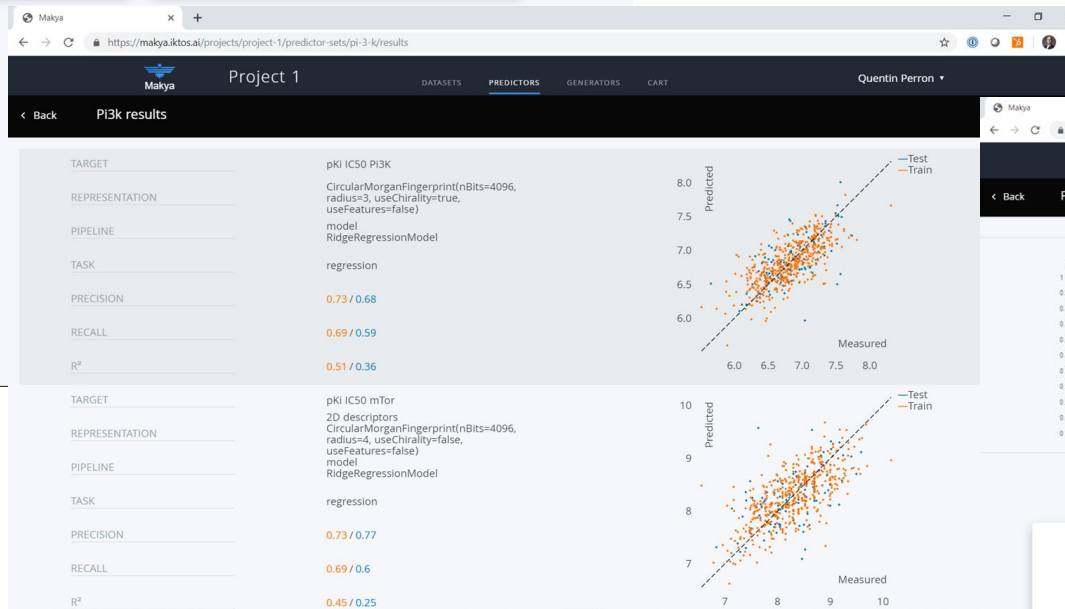 Makya
https://makya.iktos.ai/projects/project-1/predictor-sets/pi-3-k/results
Makya
Project 1
DATASETS PREDICTORS GENERATORS CART
Quentin Perron
Back Pi3k results
TARGET pKi IC50 Pi3K
REPRESENTATION CircularMorganFingerprint(nBits=4096,
radius=3, useChirality=true,
useFeatures=false)
PIPELINE model
RidgeRegressionModel
TASK regression
PRECISION 0.73 / 0.68
RECALL 0.69 / 0.59
R² 0.51 / 0.36
Test
Train
Predicted
8.0
7.5
7.0
6.5
6.0
Measured
6.0 6.5 7.0 7.5 8.0
TARGET pKi IC50 mTor
REPRESENTATION 2D descriptors
CircularMorganFingerprint(nBits=4096,
radius=4, useChirality=false,
useFeatures=false)
PIPELINE model
RidgeRegressionModel
TASK regression
PRECISION 0.73 / 0.77
RECALL 0.69 / 0.6
R² 0.45 / 0.25
Test
Train
Predicted
10
9
8
7
Measured
7 8 9 10
Makya
Back